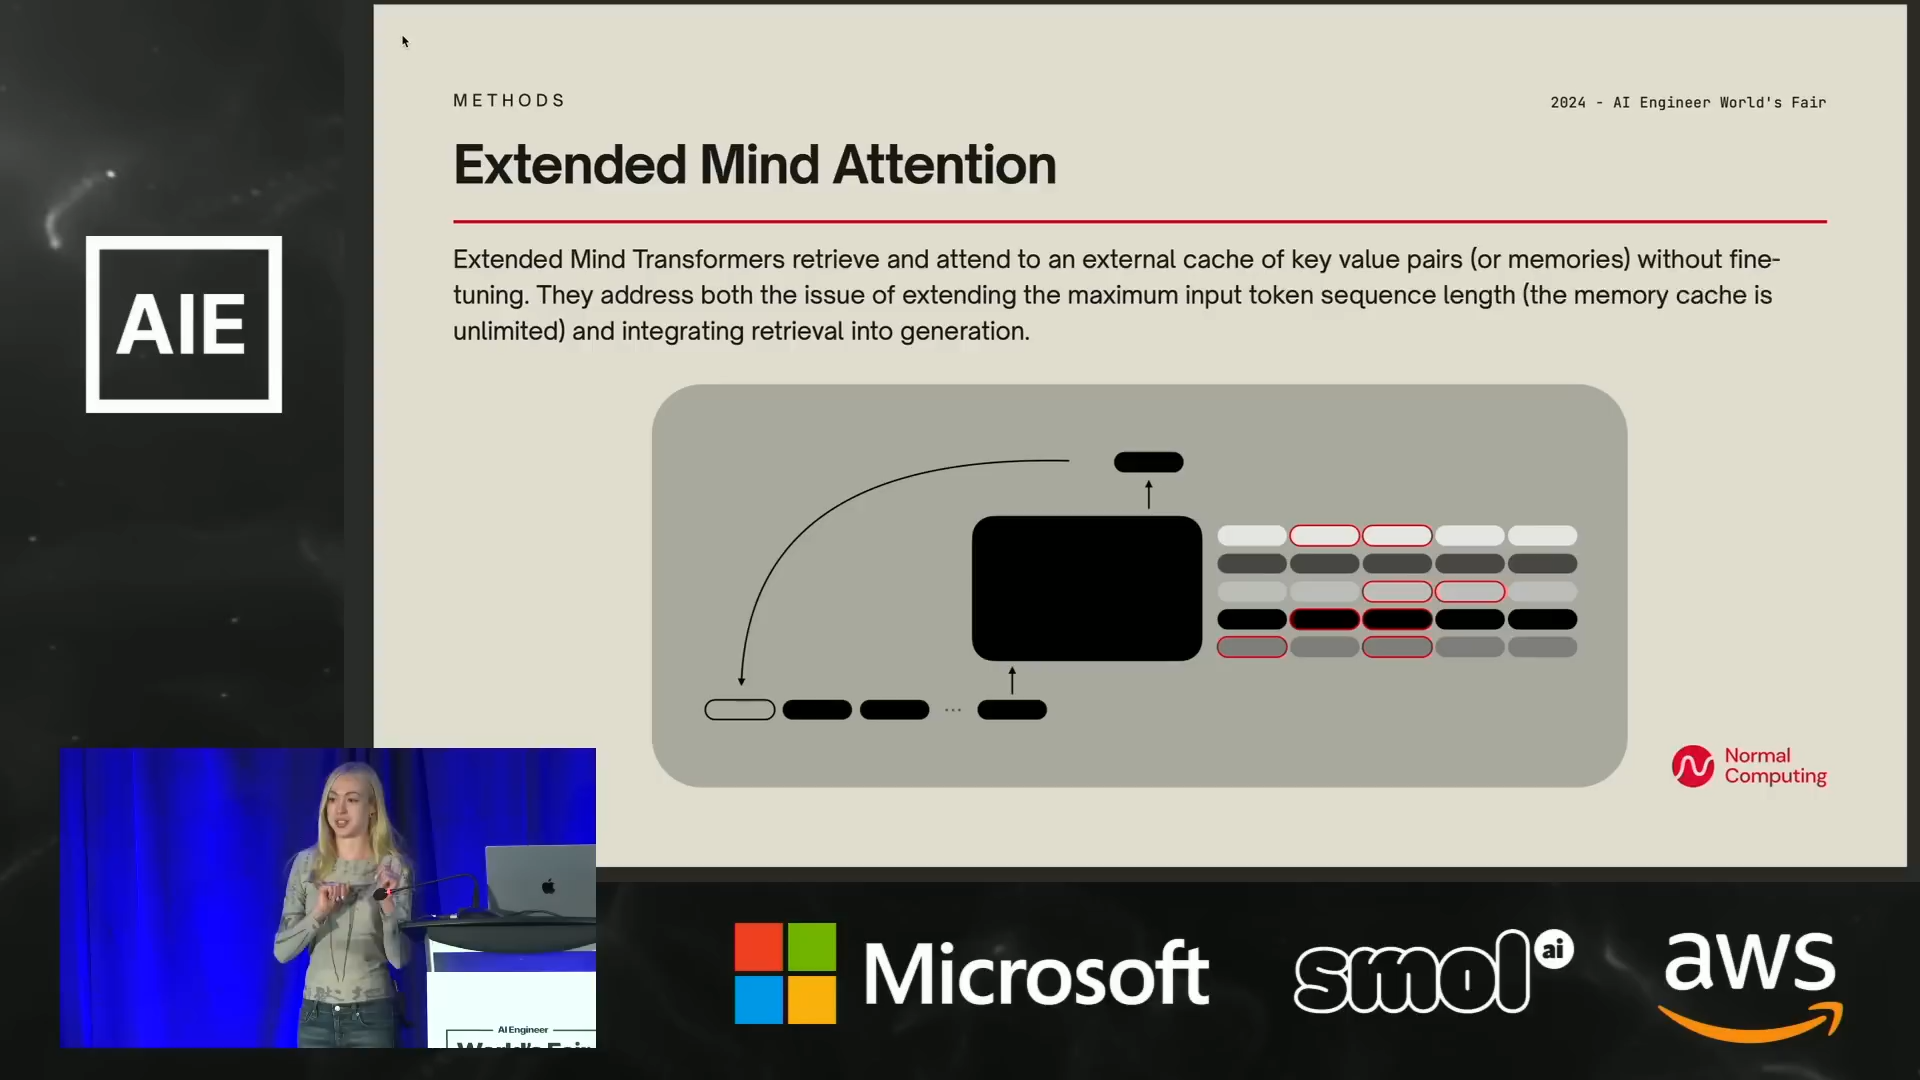 METHODS
2024 - AI Engineer World's Fair
Extended Mind Attention
Extended Mind Transformers retrieve and attend to an external cache of key value pairs (or memories) without fine-
tuning. They address both the issue of extending the maximum input token sequence length (the memory cache is
unlimited) and integrating retrieval into generation.
...
AIE
Normal
Computing
AI Engineer
World's Fair
Microsoft
smol
ai
aws